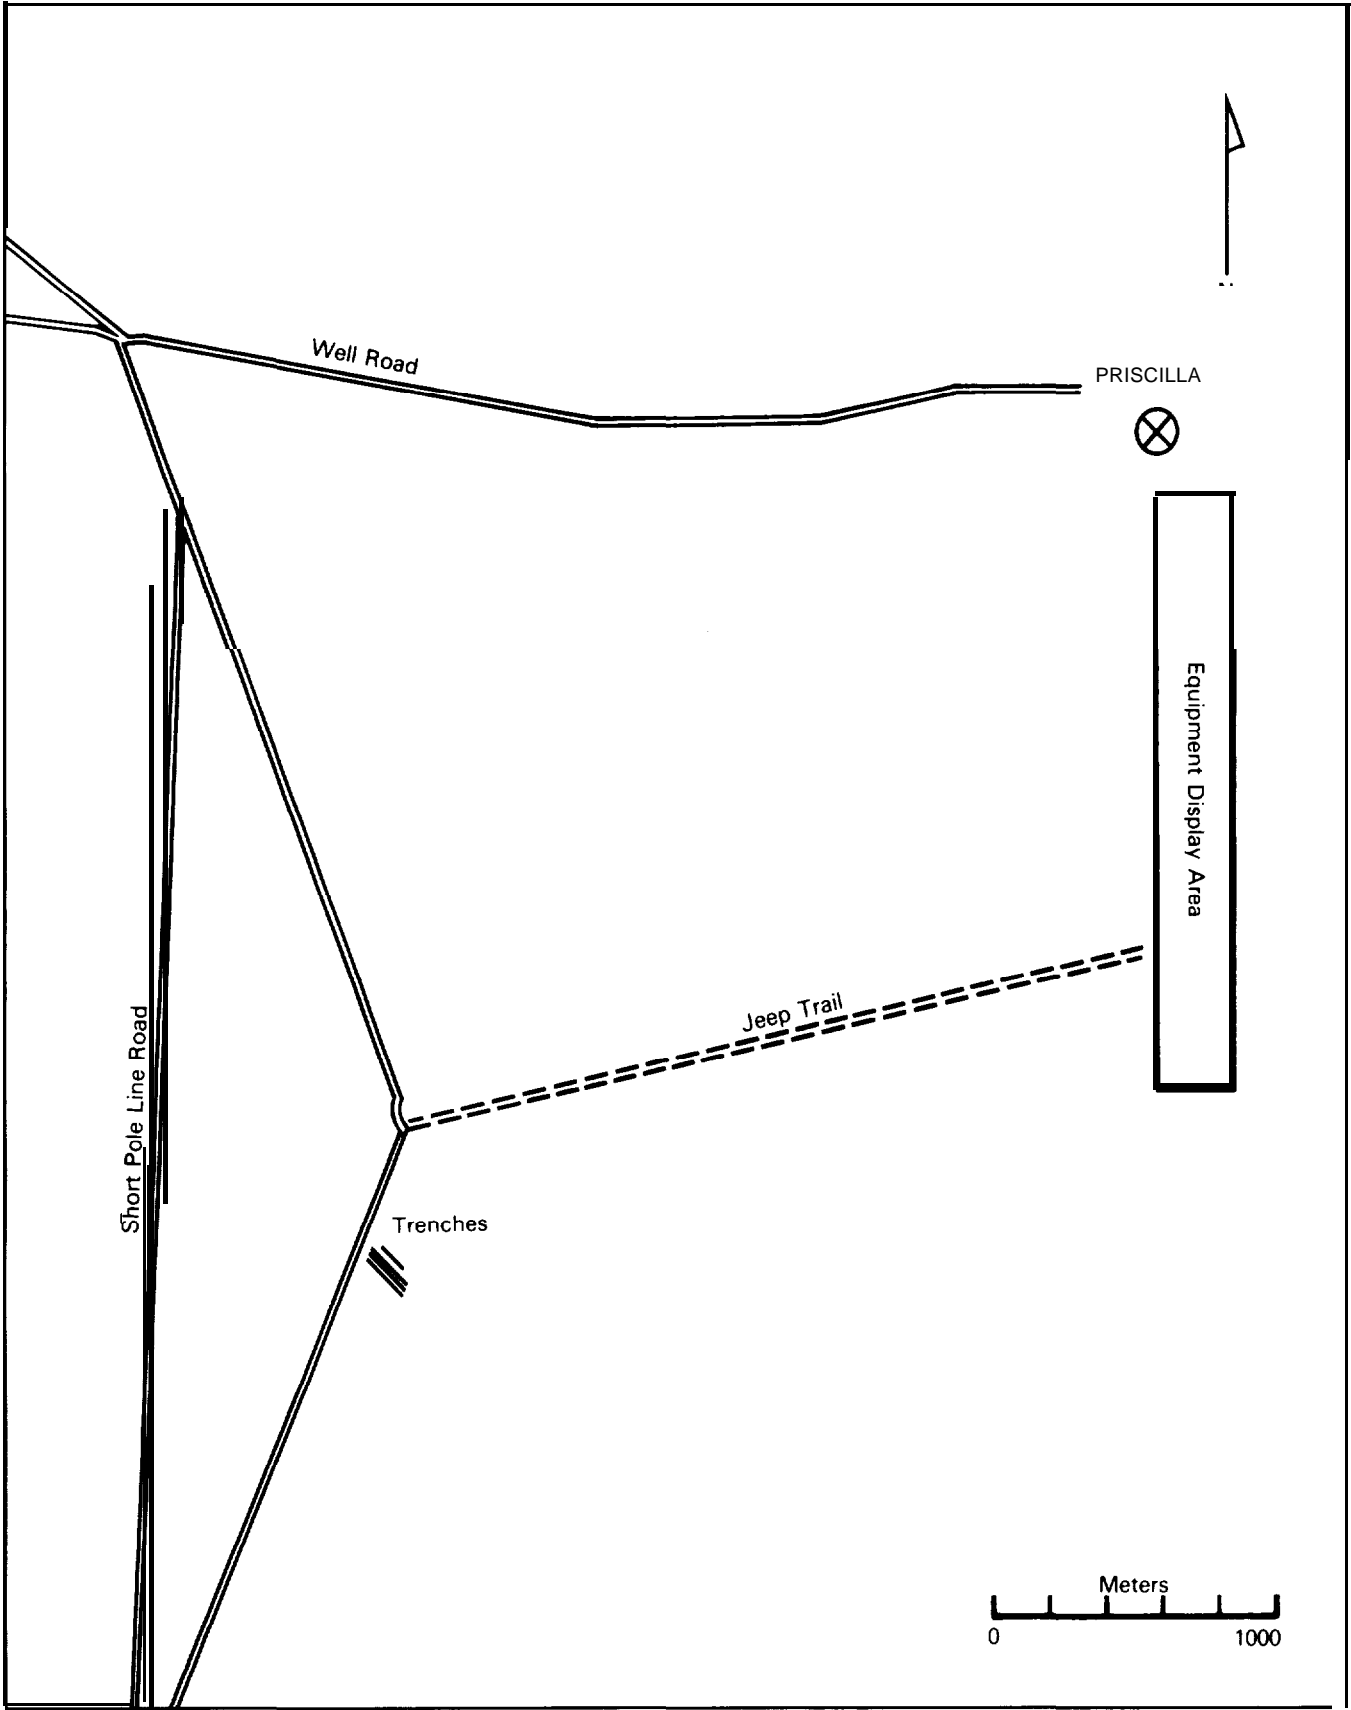 Well Road
PRISCILLA
Equipment Display Area
Jeep Trail
Short Pole Line Road
Trenches
Meters
0 1000